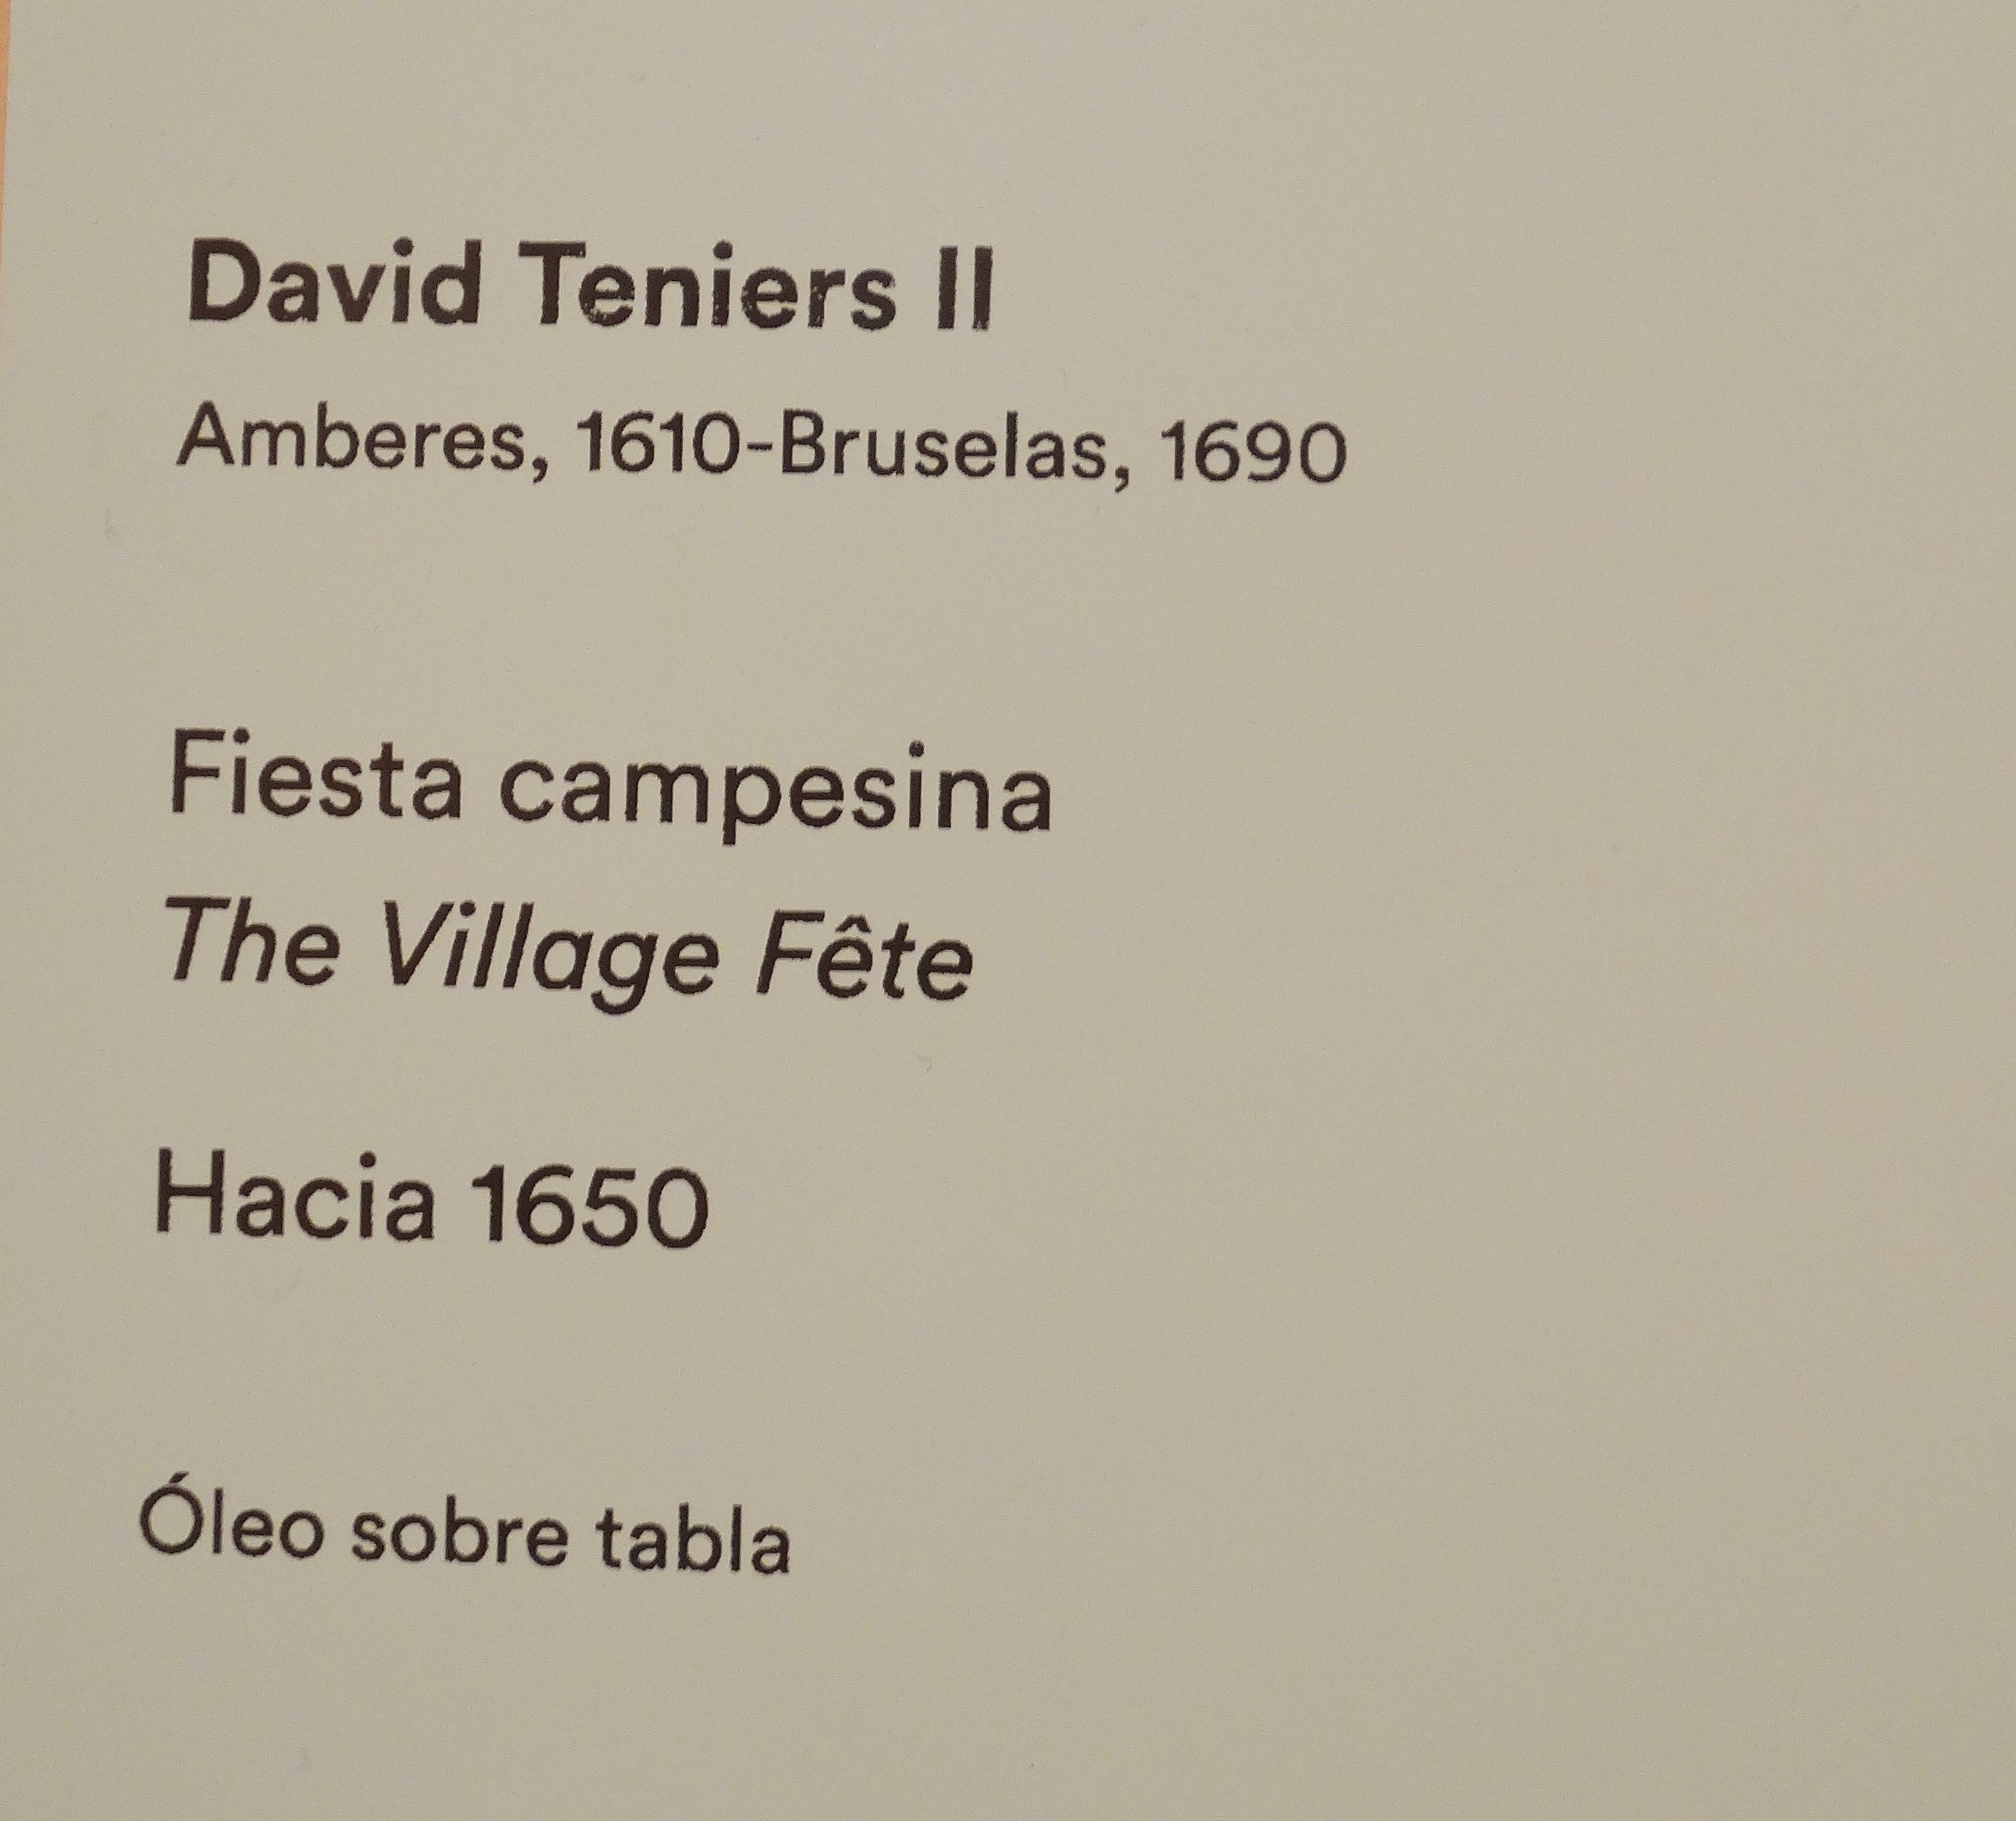 David Teniers II
Amberes, 1610-Bruselas, 1690
Fiesta campesina
The Village Fête
Hacia 1650
Óleo sobre tabla